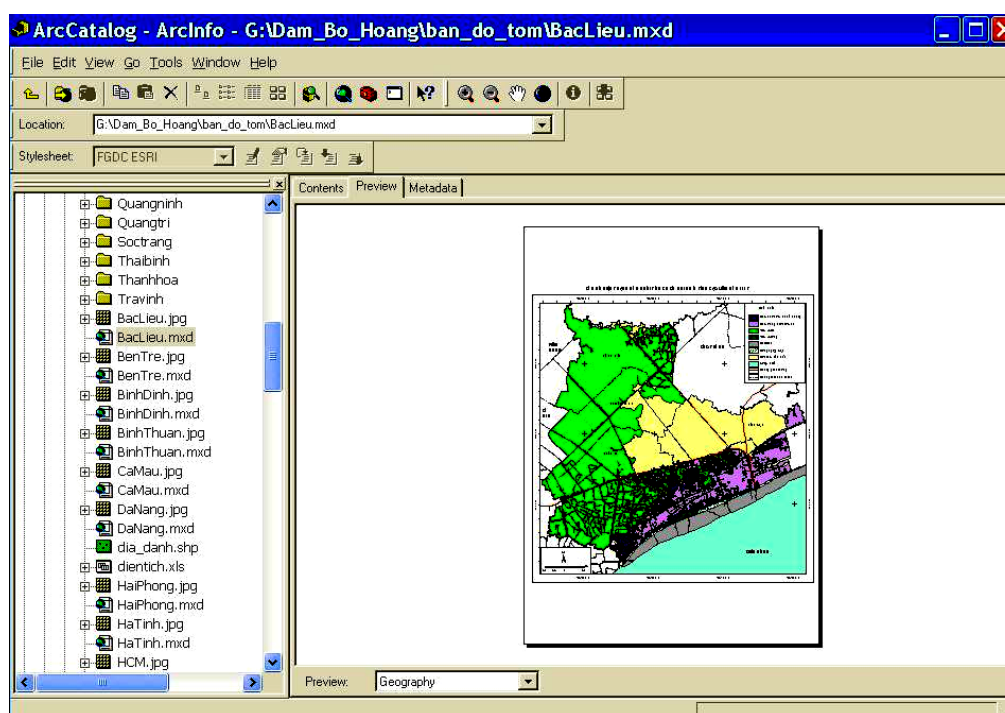 ArcCatalog - ArcInfo - G:\Dam_Bo_Hoang\ban_do_tom\BacLieu.mxd
File Edit View Go Tools Window Help
Location: G:\Dam_Bo_Hoang\ban_do_tom\BacLieu.mxd
Stylesheet: FGDC ESRI
Contents Preview Metadata
Quangninh
Quangtri
Soctrang
Thaibinh
Thanhhoa
Travinh
BacLieu.jpg
BacLieu.mxd
BenTre.jpg
BenTre.mxd
BinhDinh.jpg
BinhDinh.mxd
BinhThuan.jpg
BinhThuan.mxd
CaMau.jpg
CaMau.mxd
DaNang.jpg
DaNang.mxd
dia_danh.shp
dientich.xls
HaiPhong.jpg
HaiPhong.mxd
HaTinh.jpg
HaTinh.mxd
HCM.jpg
Preview: Geography